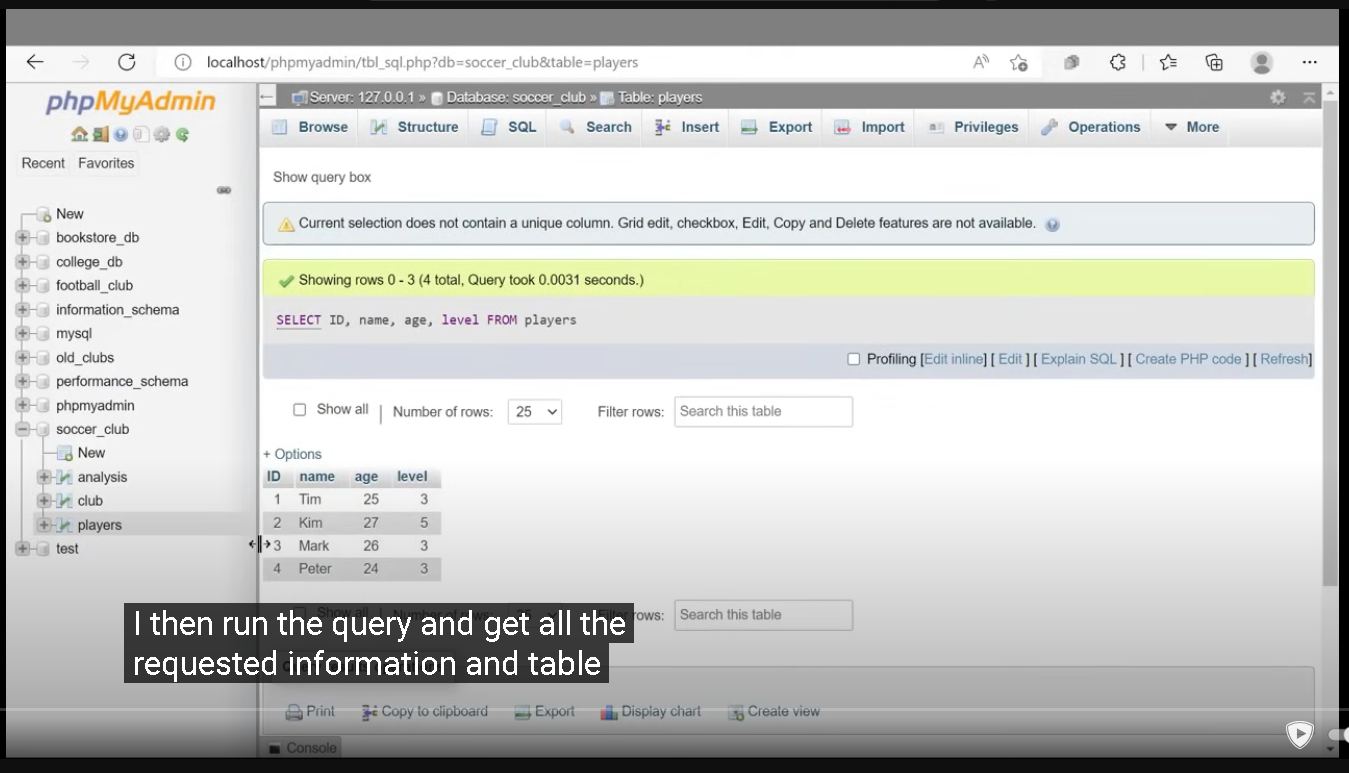 localhost/phpmyadmin/tbl_sql.php?db=soccer_club&table=players
phpMyAdmin
Recent Favorites
New
bookstore_db
college_db
football_club
information_schema
mysql
old_clubs
performance_schema
phpmyadmin
soccer_club
New
analysis
club
players
test
Server: 127.0.0.1 » Database: soccer_club » Table: players
Browse Structure SQL Search Insert Export Import Privileges Operations More
Show query box
Current selection does not contain a unique column. Grid edit, checkbox, Edit, Copy and Delete features are not available.
Showing rows 0 - 3 (4 total, Query took 0.0031 seconds.)
SELECT ID, name, age, level FROM players
Profiling [Edit inline] [ Edit ] [ Explain SQL ] [ Create PHP code ] [ Refresh]
Show all | Number of rows: 25 Filter rows: Search this table
+ Options
ID name age level
1 Tim 25 3
2 Kim 27 5
3 Mark 26 3
4 Peter 24 3
Show all | Number of rows: 25 Filter rows: Search this table
I then run the query and get all the
requested information and table
Print Copy to clipboard Export Display chart Create view
Console